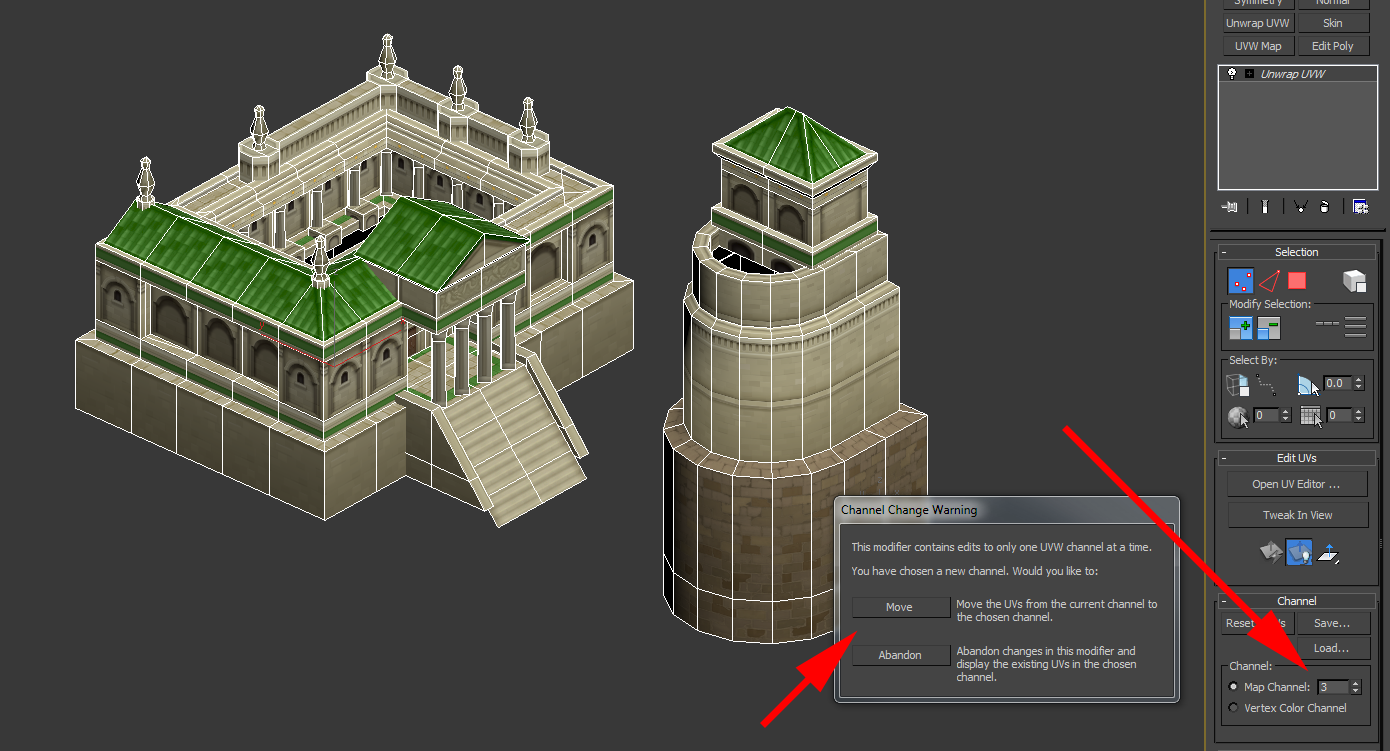 Symmetry Normal
Unwrap UVW Skin
UVW Map Edit Poly
Unwrap UVW
- Selection
Modify Selection:
Select By:
0.0
0 0
- Edit UVs
Open UV Editor ...
Tweak In View
- Channel
Save...
Load...
Channel:
Map Channel: 3
Vertex Color Channel
Channel Change Warning
This modifier contains edits to only one UVW channel at a time.
You have chosen a new channel. Would you like to:
Move
Move the UVs from the current channel to
the chosen channel.
Abandon
Abandon changes in this modifier and
display the existing UVs in the chosen
channel.